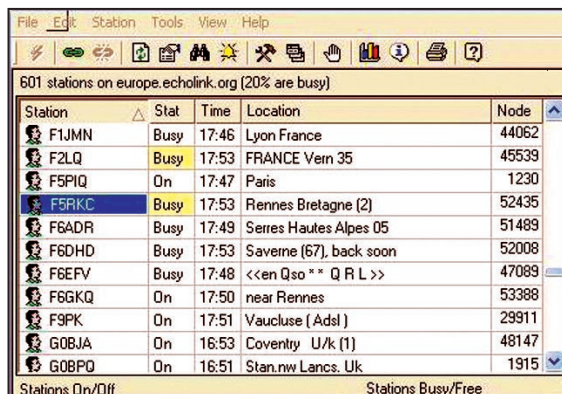 File Edit Station Tools View Help
601 stations on europe.echolink.org (20% are busy)
Station Stat Time Location Node
F1JMN Busy 17:46 Lyon France 44062
F2LQ Busy 17:53 FRANCE Vern 35 45539
F5PIQ On 17:47 Paris 1230
F5RKC Busy 17:53 Rennes Bretagne (2) 52435
F6ADR Busy 17:49 Serres Hautes Alpes 05 51489
F6DHD Busy 17:53 Saverne (67), back soon 52008
F6EFV Busy 17:48 <<en Qso ** Q R L >> 47089
F6GKQ On 17:50 near Rennes 53388
F9PK On 17:51 Vaucluse ( Adsl ) 29911
G0BJA On 16:53 Coventry U/k (1) 48147
G0BPQ On 16:51 Stan.nw Lancs. Uk 1915
Stations On/Off Stations Busy/Free